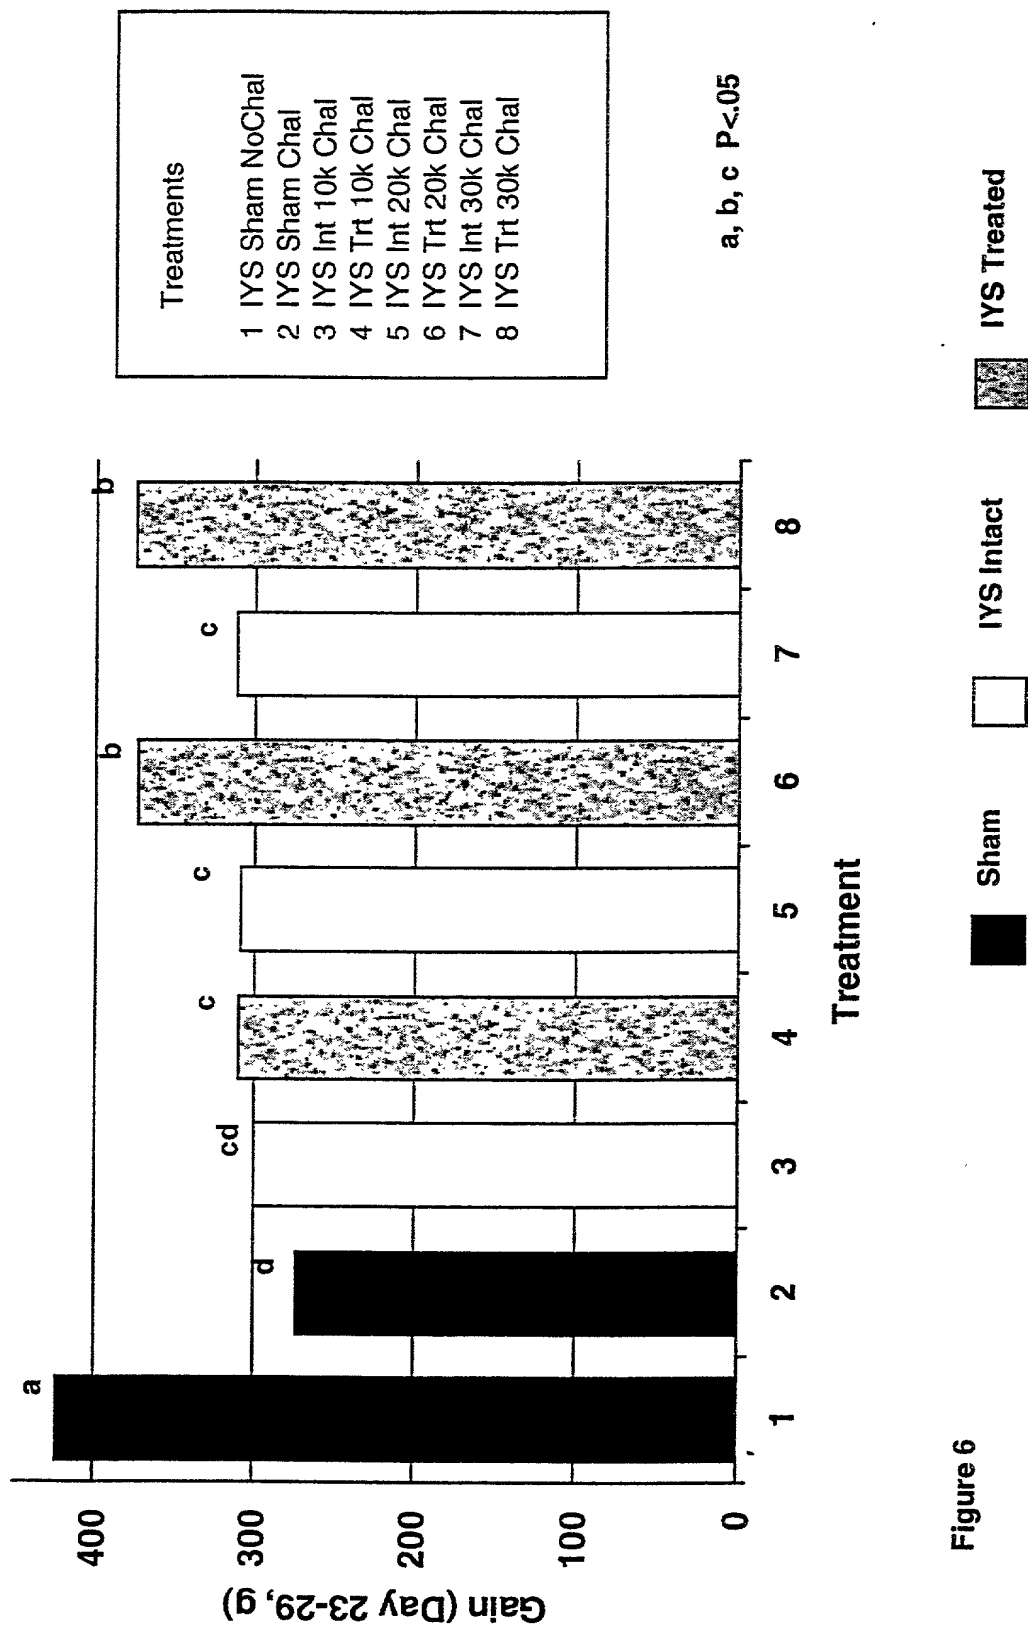 Treatments
1 IYS Sham NoChal
2 IYS Sham Chal
3 IYS Int 10k Chal
4 IYS Trt 10k Chal
5 IYS Int 20k Chal
6 IYS Trt 20k Chal
7 IYS Int 30k Chal
8 IYS Trt 30k Chal
a, b, c P<.05
Gain (Day 23-29, g)
400
300
200
100
0
a
d
cd
c
c
b
c
b
1 2 3 4 5 6 7 8
Treatment
Sham IYS Intact IYS Treated
Figure 6